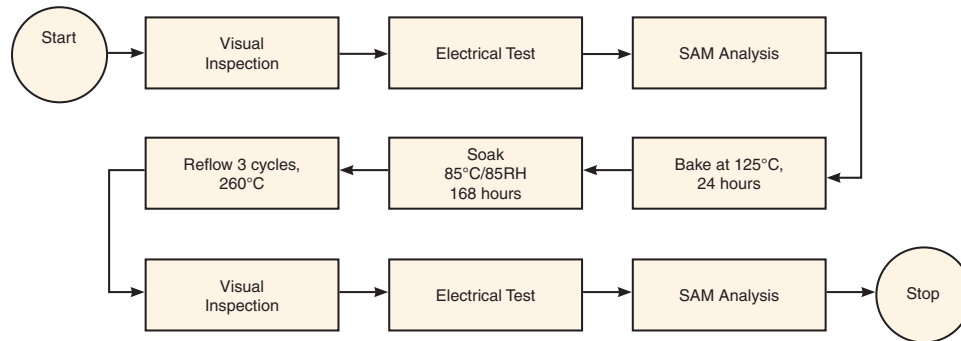 Start
Visual
Inspection
Electrical Test
SAM Analysis
Bake at 125°C,
24 hours
Soak
85°C/85RH
168 hours
Reflow 3 cycles,
260°C
Visual
Inspection
Electrical Test
SAM Analysis
Stop